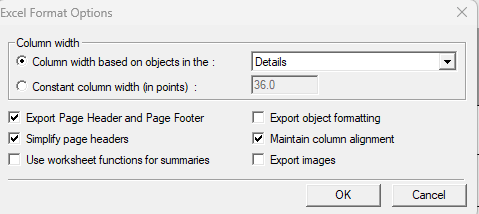 Excel Format Options
Column width
Column width based on objects in the :
Details
Constant column width (in points) :
36.0
Export Page Header and Page Footer
Export object formatting
Simplify page headers
Maintain column alignment
Use worksheet functions for summaries
Export images
OK
Cancel